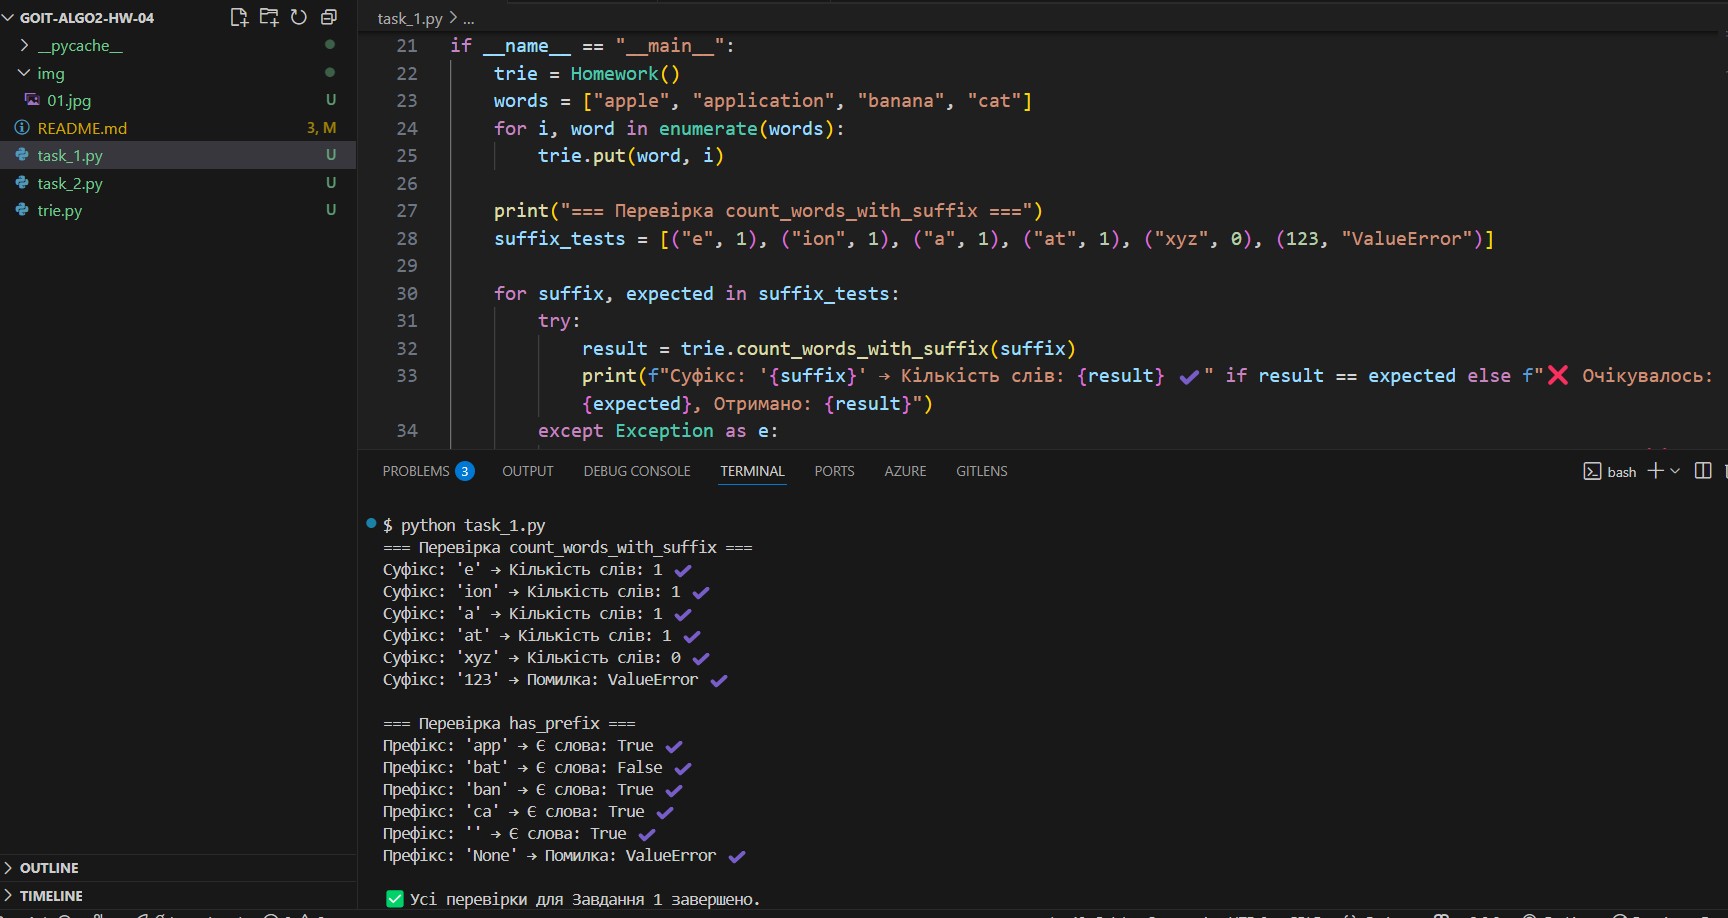 GOIT-ALGO2-HW-04
__pycache__
img
01.jpg U
README.md 3, M
task_1.py U
task_2.py U
trie.py U
OUTLINE
TIMELINE
task_1.py > ...
21 if __name__ == "__main__":
22 trie = Homework()
23 words = ["apple", "application", "banana", "cat"]
24 for i, word in enumerate(words):
25 trie.put(word, i)
26
27 print("=== Перевірка count_words_with_suffix ===")
28 suffix_tests = [("e", 1), ("ion", 1), ("a", 1), ("at", 1), ("xyz", 0), (123, "ValueError")]
29
30 for suffix, expected in suffix_tests:
31 try:
32 result = trie.count_words_with_suffix(suffix)
33 print(f"Суфікс: '{suffix}' → Кількість слів: {result} ✔" if result == expected else f"❌ Очікувалось:
{expected}, Отримано: {result}")
34 except Exception as e:
PROBLEMS 3 OUTPUT DEBUG CONSOLE TERMINAL PORTS AZURE GITLENS bash
$ python task_1.py
=== Перевірка count_words_with_suffix ===
Суфікс: 'e' → Кількість слів: 1 ✔
Суфікс: 'ion' → Кількість слів: 1 ✔
Суфікс: 'a' → Кількість слів: 1 ✔
Суфікс: 'at' → Кількість слів: 1 ✔
Суфікс: 'xyz' → Кількість слів: 0 ✔
Суфікс: '123' → Помилка: ValueError ✔
=== Перевірка has_prefix ===
Префікс: 'app' → Є слова: True ✔
Префікс: 'bat' → Є слова: False ✔
Префікс: 'ban' → Є слова: True ✔
Префікс: 'ca' → Є слова: True ✔
Префікс: '' → Є слова: True ✔
Префікс: 'None' → Помилка: ValueError ✔
✅ Усі перевірки для Завдання 1 завершено.